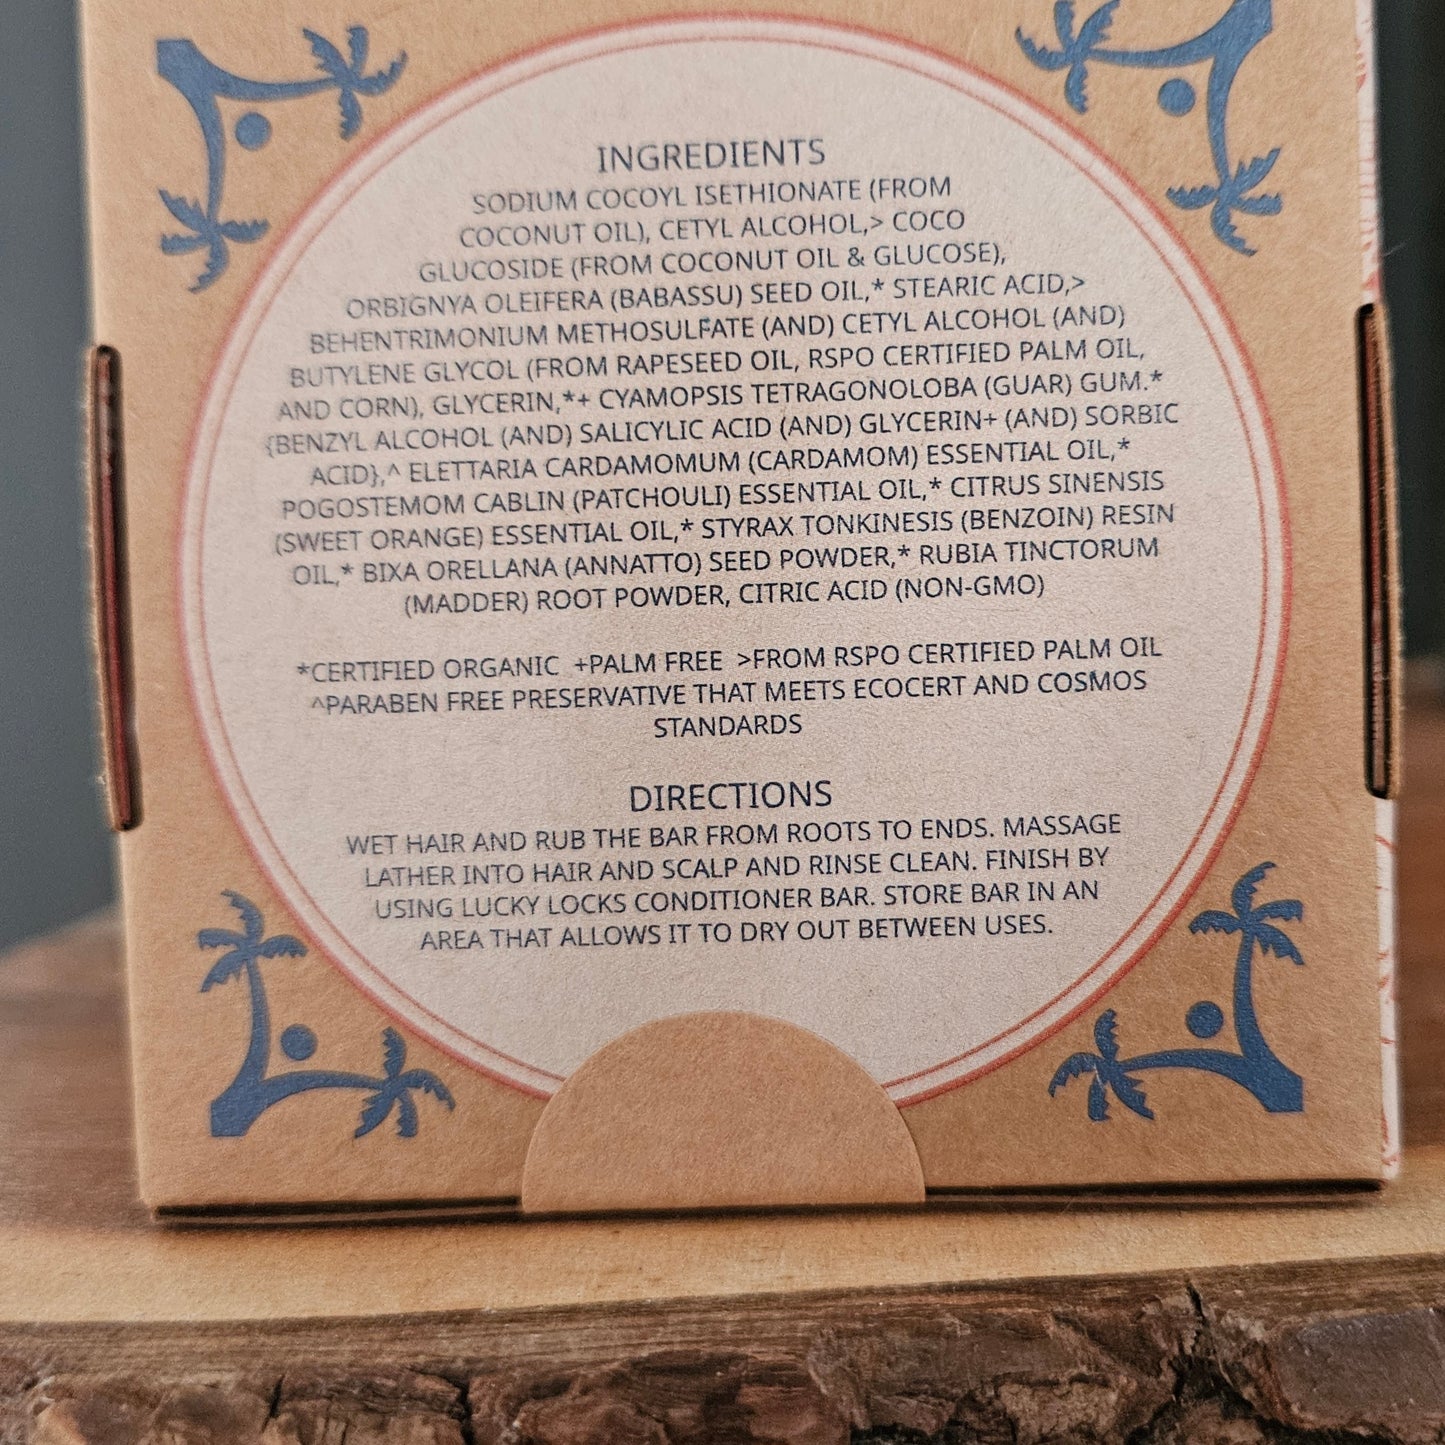 INGREDIENTS
SODIUM COCOYL ISETHIONATE (FROM
COCONUT OIL), CETYL ALCOHOL,> COCO
GLUCOSIDE (FROM COCONUT OIL & GLUCOSE),
ORBIGNYA OLEIFERA (BABASSU) SEED OIL,* STEARIC ACID,>
BEHENTRIMONIUM METHOSULFATE (AND) CETYL ALCOHOL (AND)
BUTYLENE GLYCOL (FROM RAPESEED OIL, RSPO CERTIFIED PALM OIL,
AND CORN), GLYCERIN,*+ CYAMOPSIS TETRAGONOLOBA (GUAR) GUM.*
{BENZYL ALCOHOL (AND) SALICYLIC ACID (AND) GLYCERIN+ (AND) SORBIC
ACID},^ ELETTARIA CARDAMOMUM (CARDAMOM) ESSENTIAL OIL,*
POGOSTEMOM CABLIN (PATCHOULI) ESSENTIAL OIL,* CITRUS SINENSIS
(SWEET ORANGE) ESSENTIAL OIL,* STYRAX TONKINESIS (BENZOIN) RESIN
OIL,* BIXA ORELLANA (ANNATTO) SEED POWDER,* RUBIA TINCTORUM
(MADDER) ROOT POWDER, CITRIC ACID (NON-GMO)
*CERTIFIED ORGANIC +PALM FREE >FROM RSPO CERTIFIED PALM OIL
^PARABEN FREE PRESERVATIVE THAT MEETS ECOCERT AND COSMOS
STANDARDS
DIRECTIONS
WET HAIR AND RUB THE BAR FROM ROOTS TO ENDS. MASSAGE
LATHER INTO HAIR AND SCALP AND RINSE CLEAN. FINISH BY
USING LUCKY LOCKS CONDITIONER BAR. STORE BAR IN AN
AREA THAT ALLOWS IT TO DRY OUT BETWEEN USES.